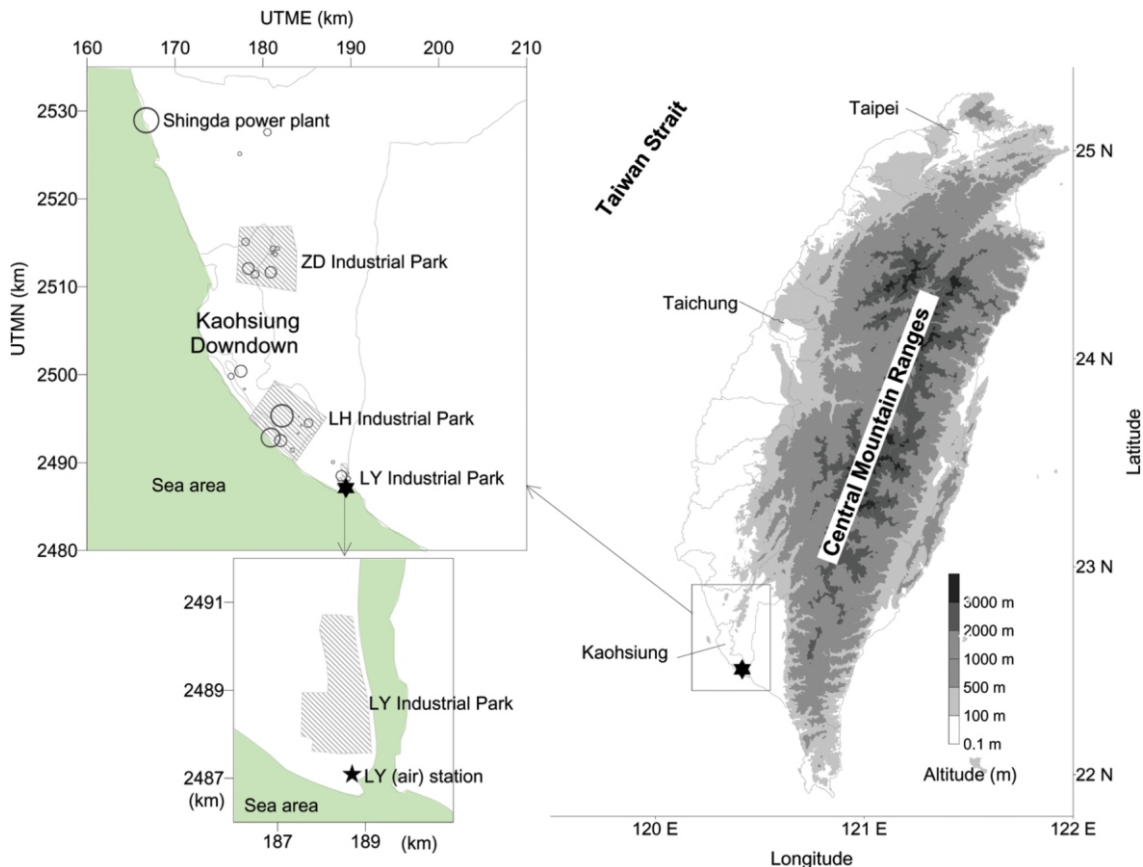 UTME (km)
160 170 180 190 200 210
2530
2520
2510
2500
2490
2480
UTMN (km)
Shingda power plant
ZD Industrial Park
Kaohsiung
Downdown
LH Industrial Park
LY Industrial Park
Sea area
2491
2489
2487
(km)
LY Industrial Park
LY (air) station
Sea area
187 189 (km)
Taiwan Strait
Taipei
Taichung
Central Mountain Ranges
Kaohsiung
25 N
24 N
23 N
22 N
Latitude
3000 m
2000 m
1000 m
500 m
100 m
0.1 m
Altitude (m)
120 E 121 E 122 E
Longitude